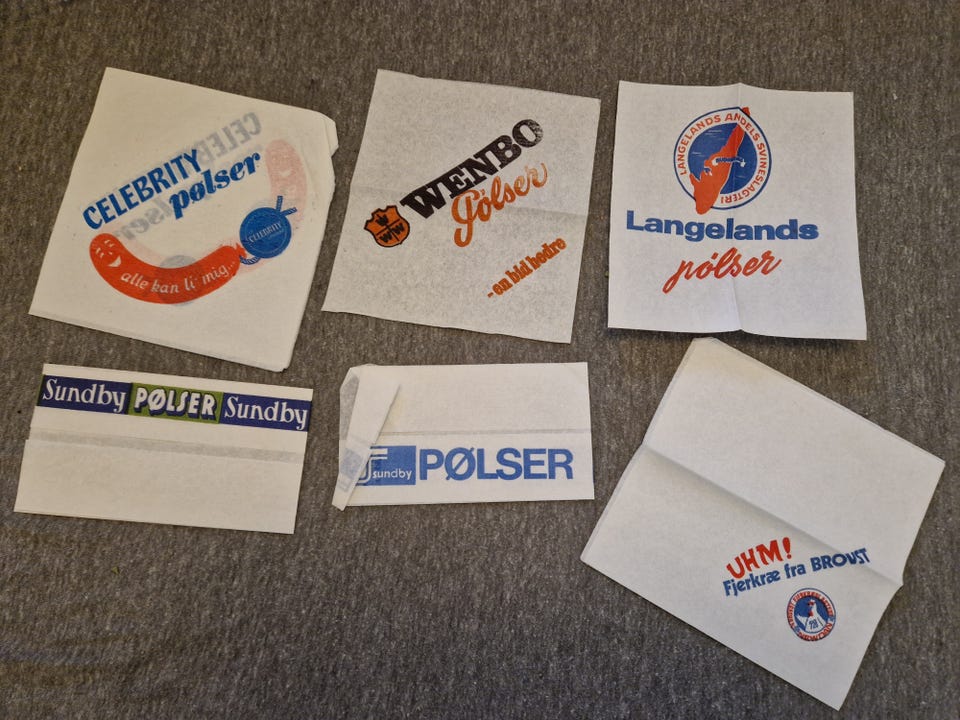 CELEBRITY
pølser
CELEBRITY
alle kan li mig...
WENBO
Pølser
W
W W
- en bid bedre
LANGELANDS ANDELS SVINESLAGTERI
RUDKØBING
Langelands
pølser
Sundby PØLSER Sundby
sundby PØLSER
UHM!
Fjerkræ fra BROVST